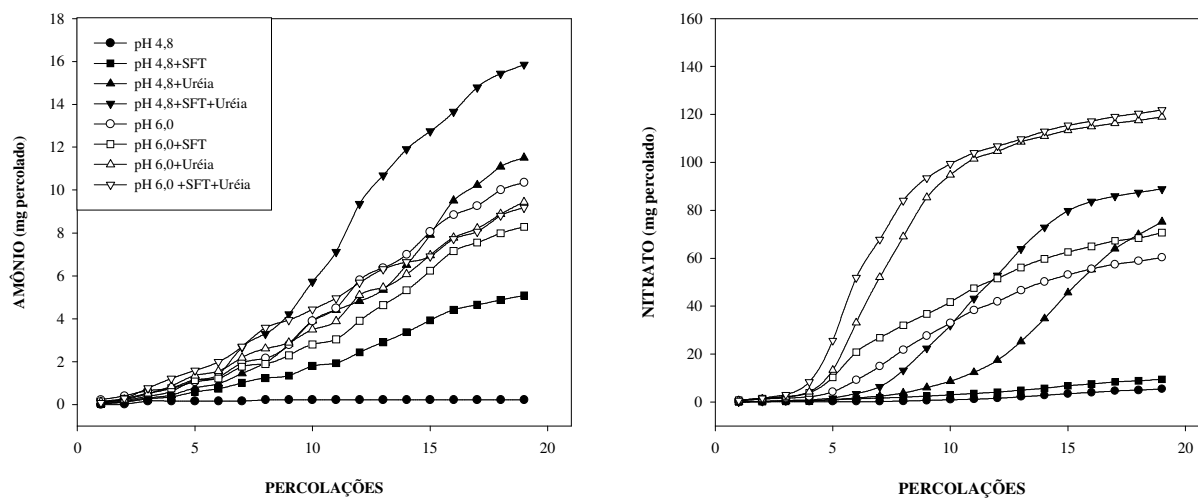 AMÔNIO (mg percolado)
18
16
14
12
10
8
6
4
2
0
pH 4,8
pH 4,8+SFT
pH 4,8+Uréia
pH 4,8+SFT+Uréia
pH 6,0
pH 6,0+SFT
pH 6,0+Uréia
pH 6,0 +SFT+Uréia
0
5
10
15
20
PERCOLAÇÕES
NITRATO (mg percolado)
160
140
120
100
80
60
40
20
0
0
5
10
15
20
PERCOLAÇÕES